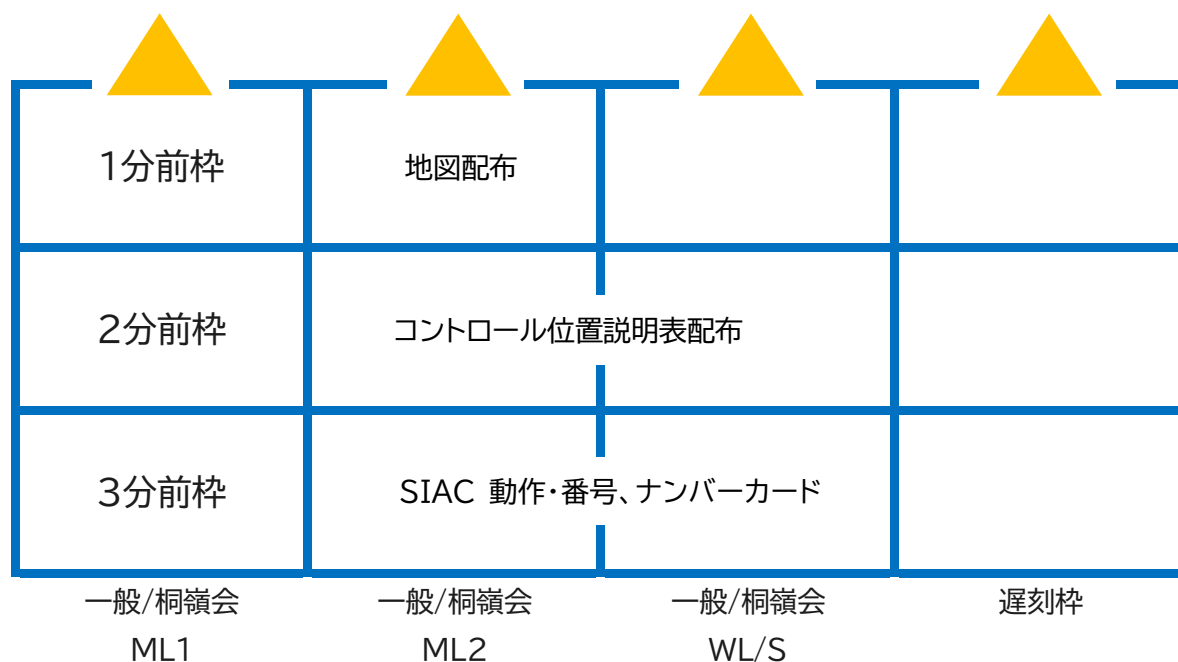 1分前枠
地図配布
2分前枠
コントロール位置説明表配布
3分前枠
SIAC 動作・番号、ナンバーカード
一般/桐嶺会
ML1
一般/桐嶺会
ML2
一般/桐嶺会
WL/S
遅刻枠